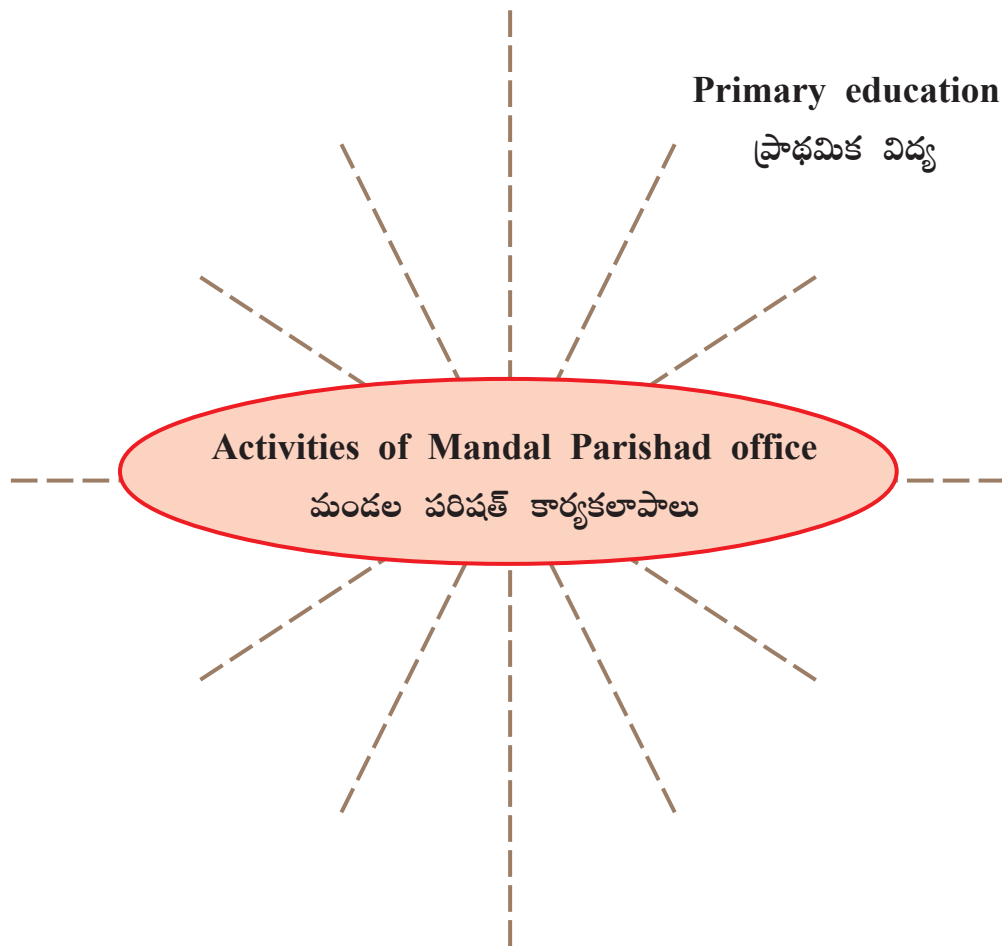 Primary education
ప్రాథమిక విద్య
Activities of Mandal Parishad office
మండల పరిషత్ కార్యకలాపాలు